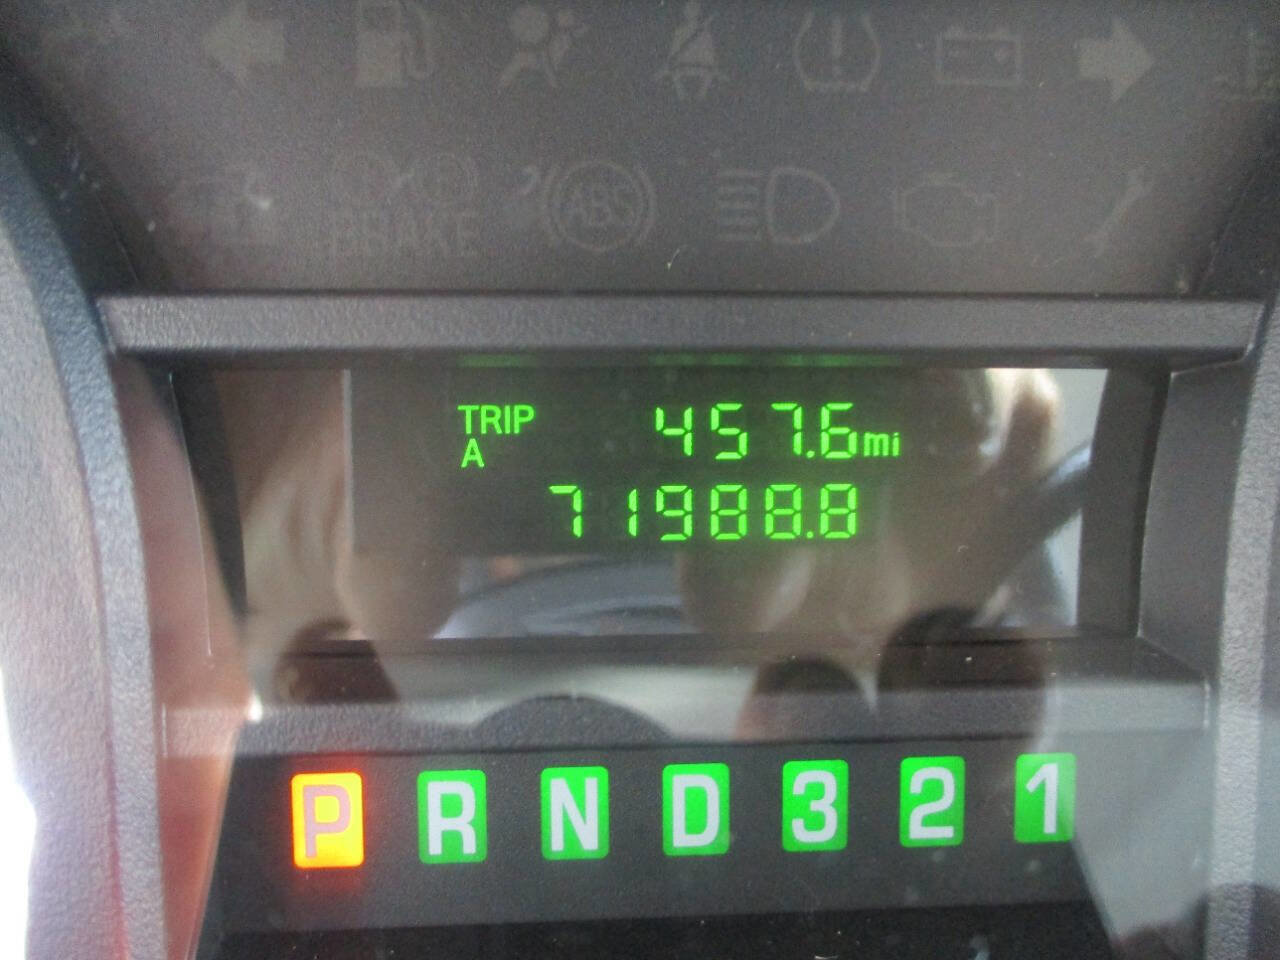 BRAKE
ABS
TRIP 457.6mi
A
71988.8
P R N D 3 2 1